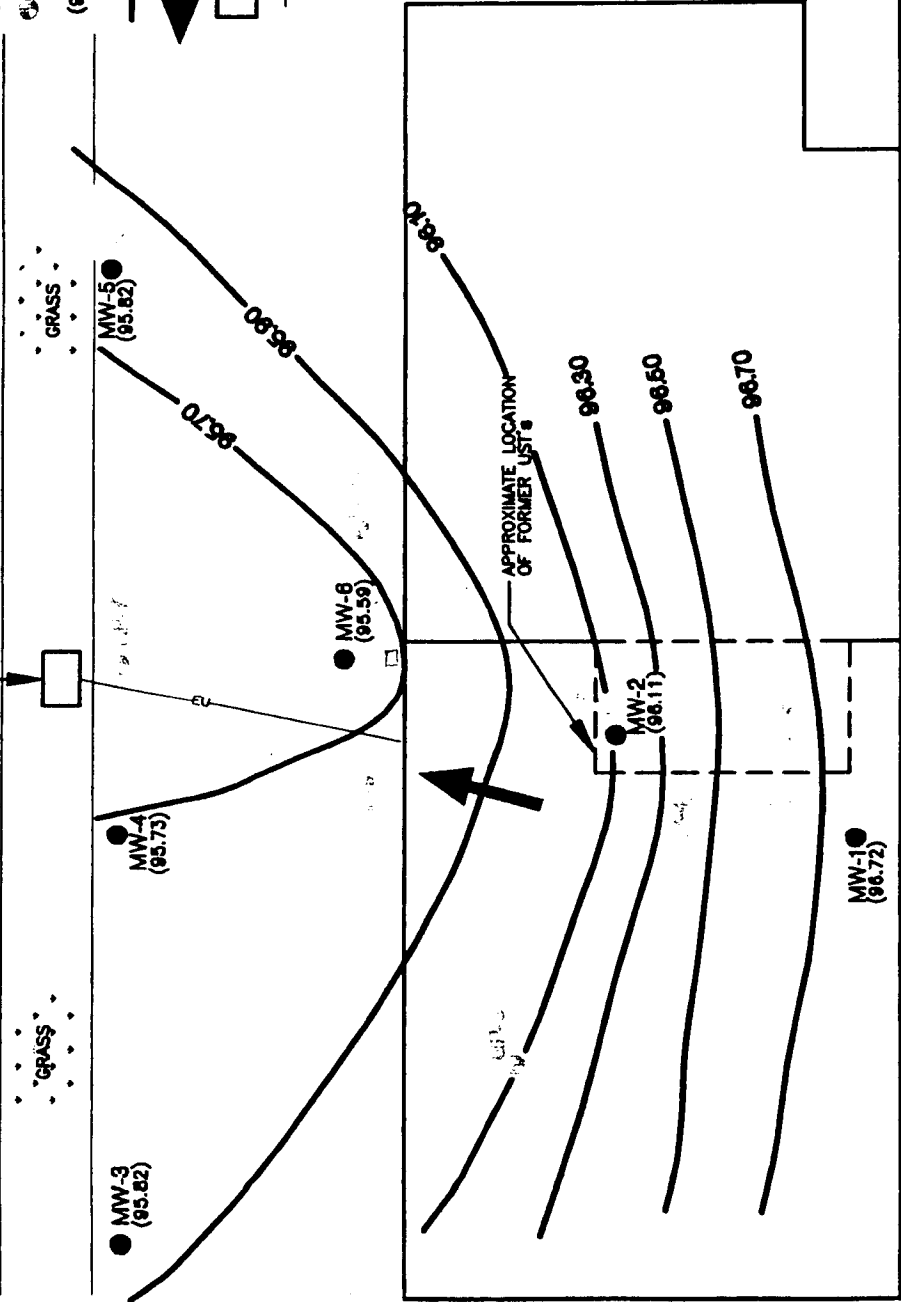 GRASS
GRASS
MW-5
(95.82)
MW-4
(95.73)
MW-3
(95.82)
MW-6
(95.59)
95.70
95.90
96.10
APPROXIMATE LOCATION
OF FORMER UST's
96.30
96.50
96.70
MW-2
(96.11)
MW-1
(96.72)